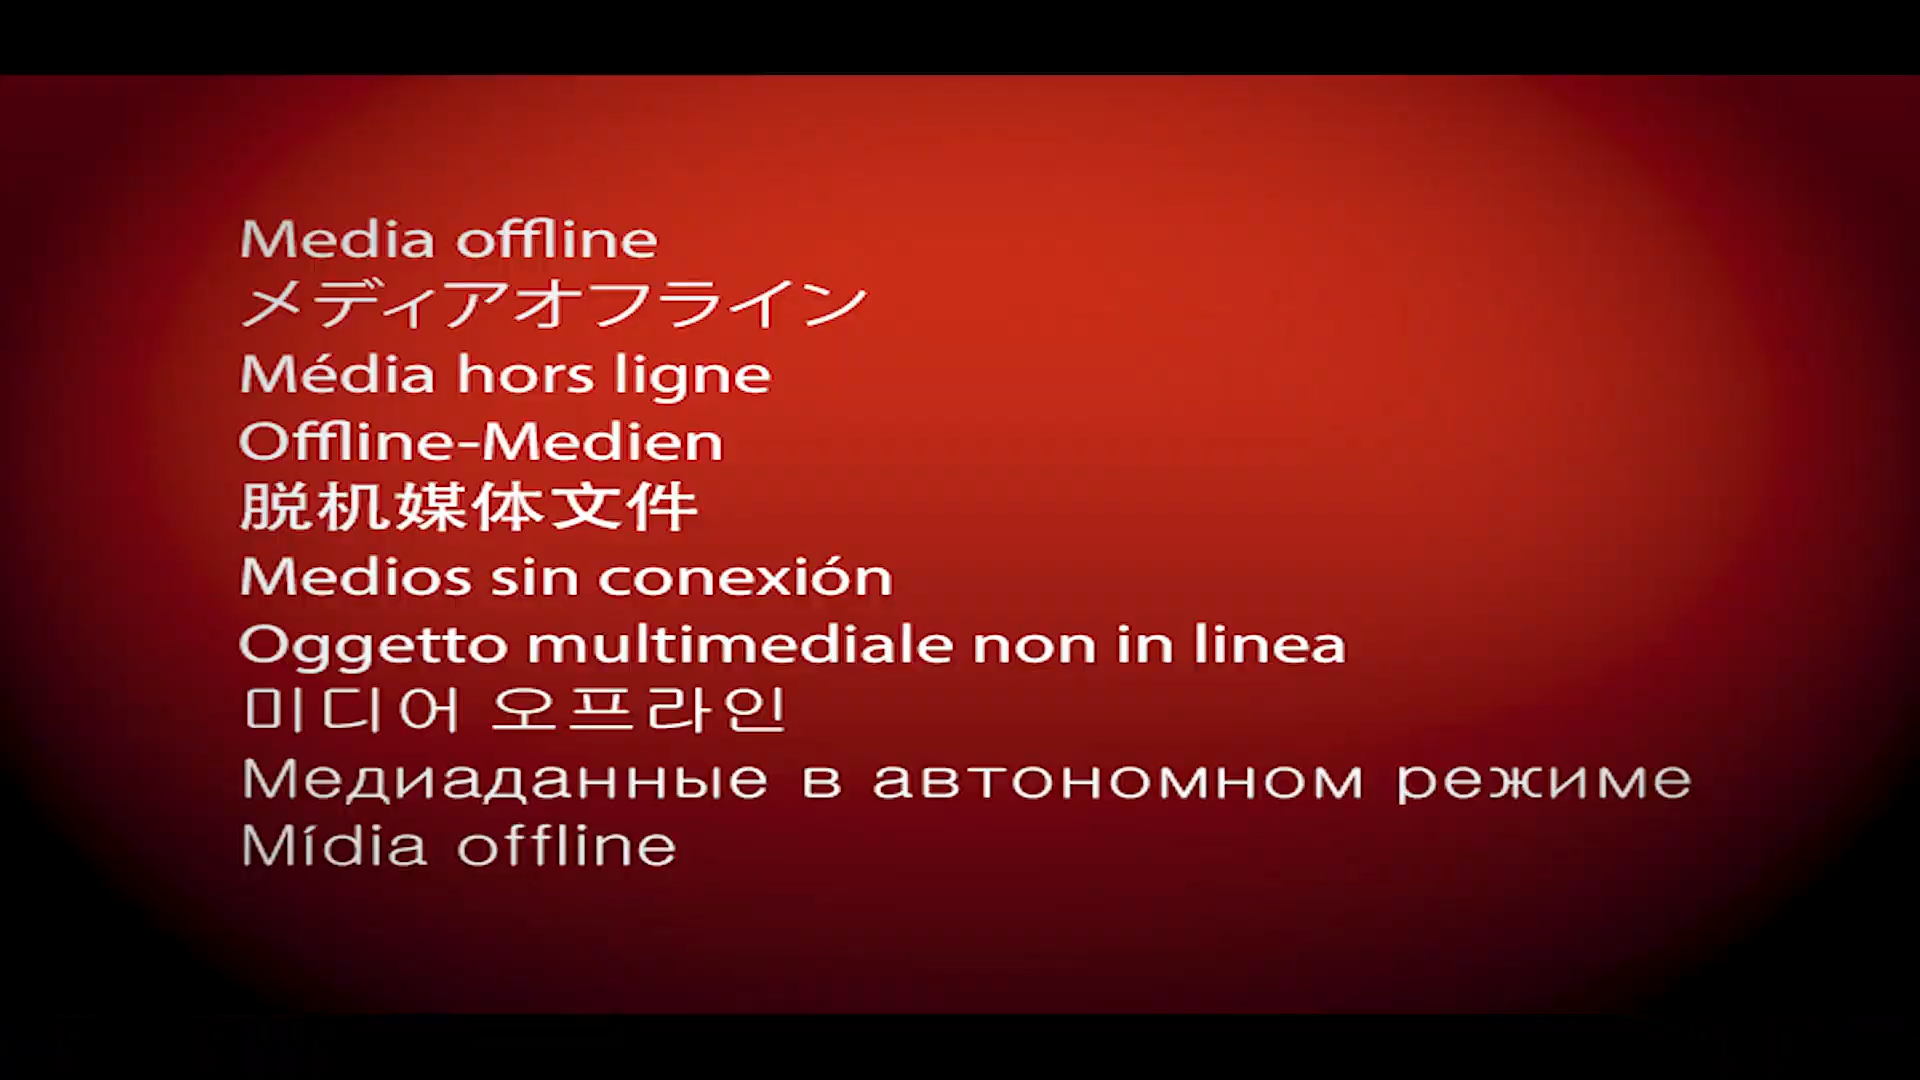 Media offline
メディアオフライン
Média hors ligne
Offline-Medien
脱机媒体文件
Medios sin conexión
Oggetto multimediale non in linea
미디어 오프라인
Медиаданные в автономном режиме
Mídia offline